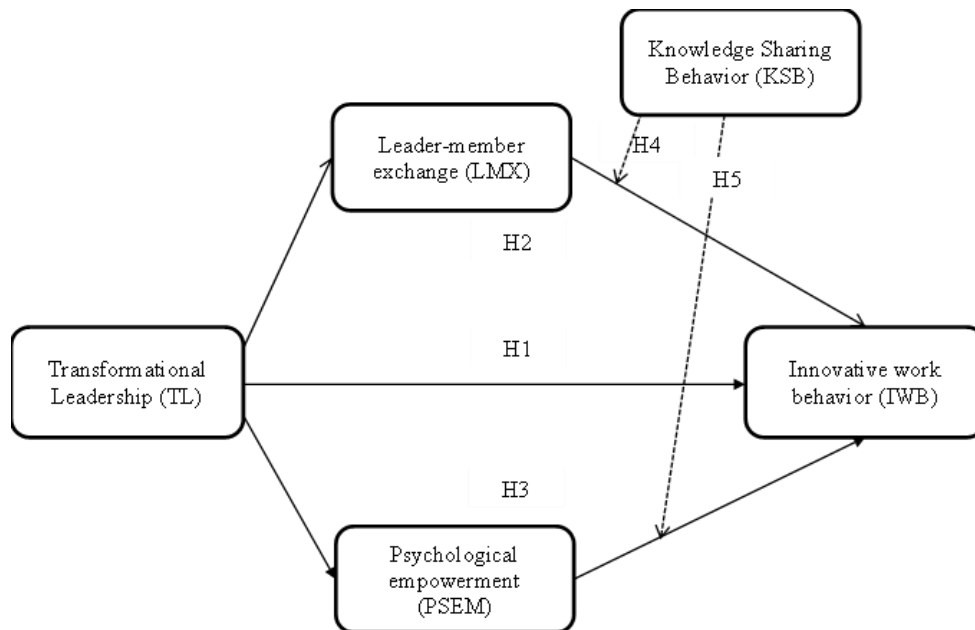 Knowledge Sharing
Behavior (KSB)
Leader-member
exchange (LMX)
H4
H5
H2
H1
Transformational
Leadership (TL)
Innovative work
behavior (IWB)
H3
Psychological
empowerment
(PSEM)